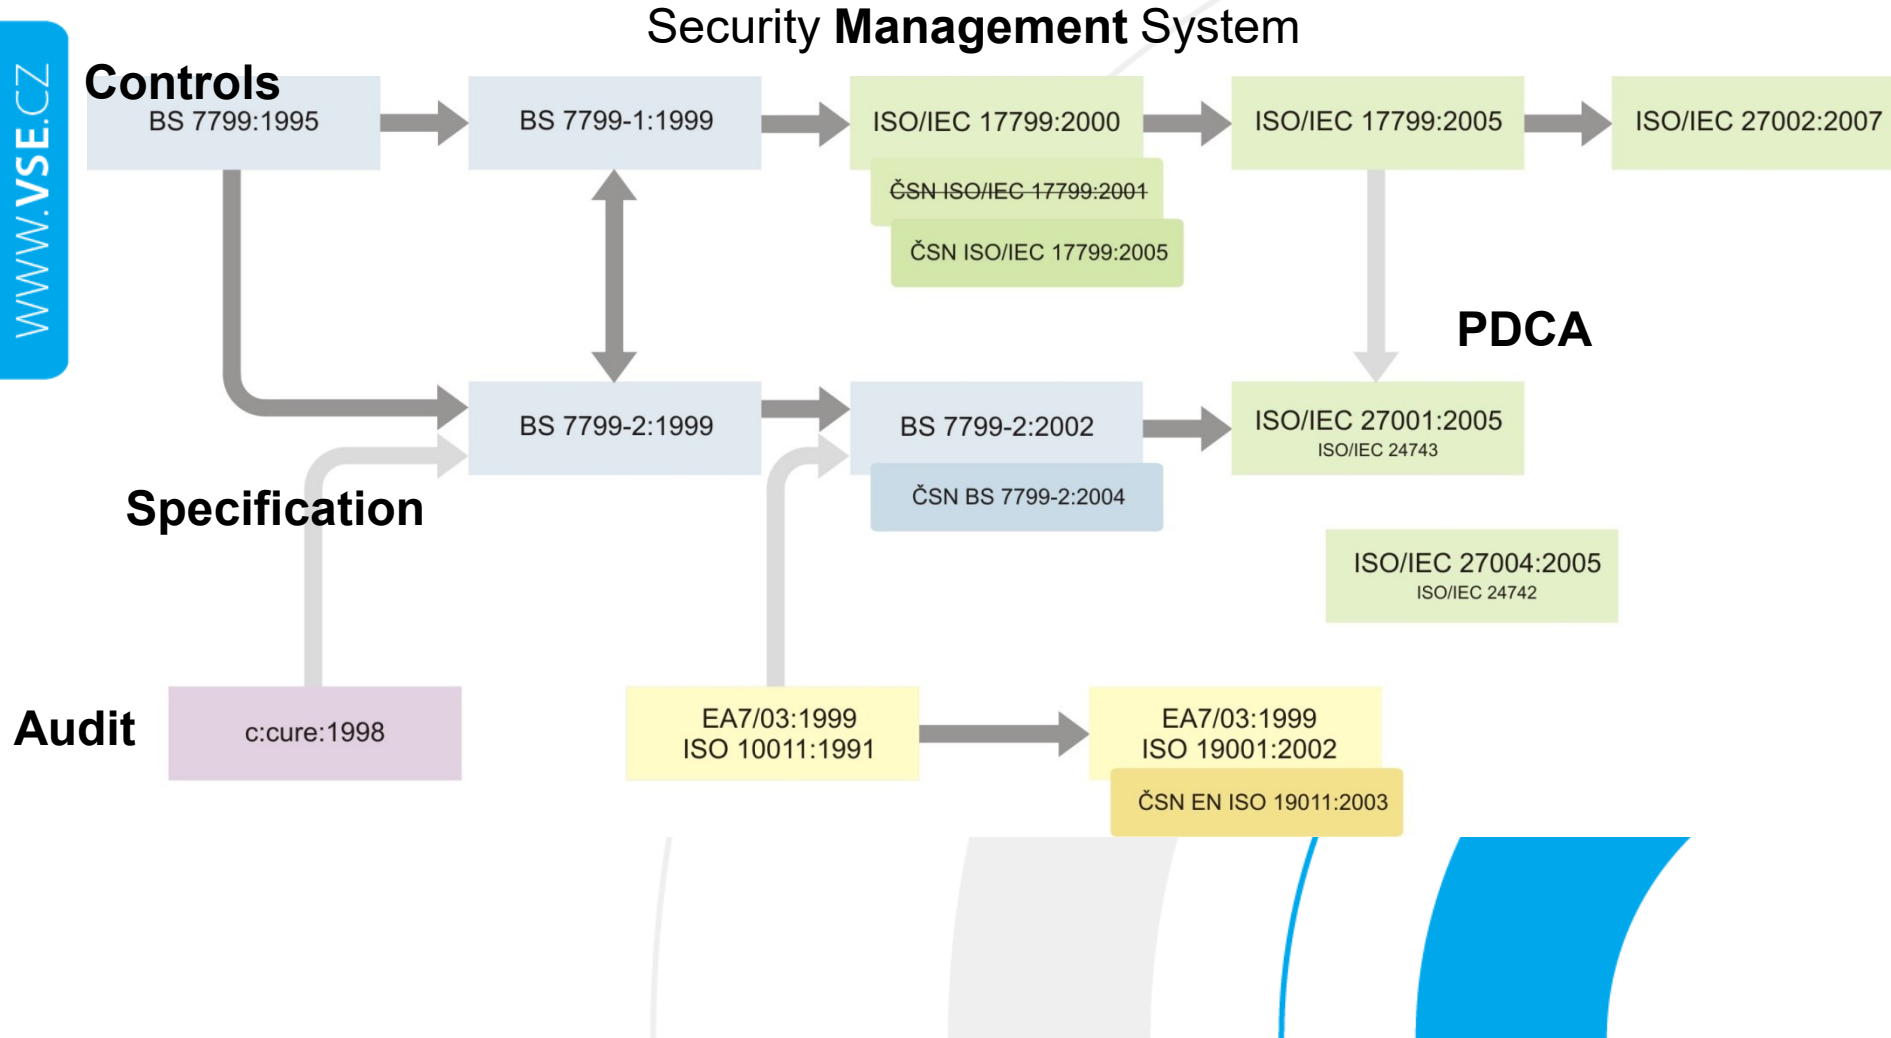 Security Management System
WWW.VSE.CZ
Controls
BS 7799:1995
BS 7799-1:1999
ISO/IEC 17799:2000
ISO/IEC 17799:2005
ISO/IEC 27002:2007
ČSN ISO/IEC 17799:2001
ČSN ISO/IEC 17799:2005
PDCA
BS 7799-2:1999
BS 7799-2:2002
ISO/IEC 27001:2005
ISO/IEC 24743
ČSN BS 7799-2:2004
Specification
ISO/IEC 27004:2005
ISO/IEC 24742
Audit
c:cure:1998
EA7/03:1999
ISO 10011:1991
EA7/03:1999
ISO 19001:2002
ČSN EN ISO 19011:2003